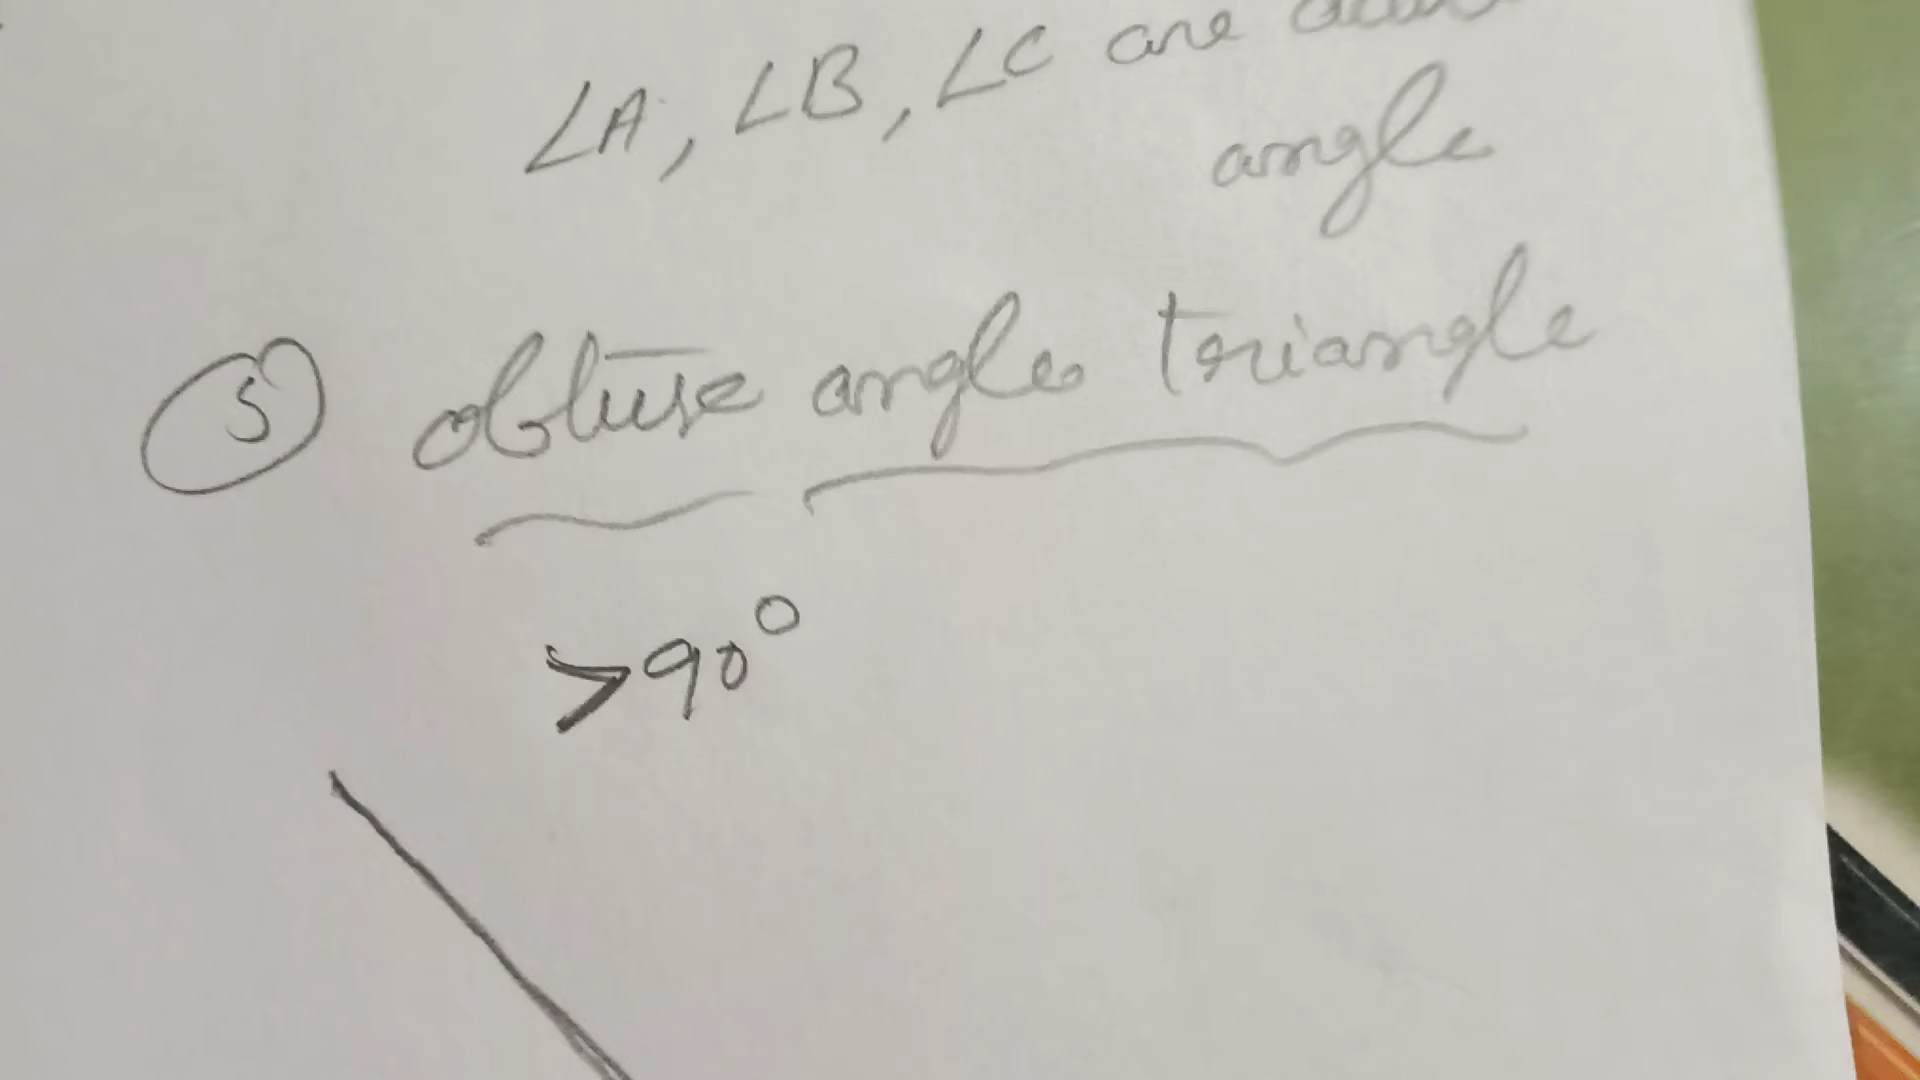 ∠A, ∠B, ∠C are
angle
5 obtuse angle triangle
>90°